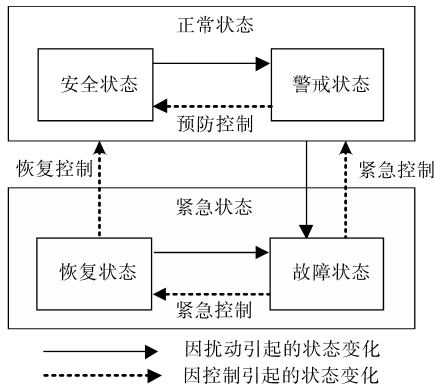 正常状态
安全状态
警戒状态
预防控制
恢复控制
紧急控制
紧急状态
恢复状态
故障状态
紧急控制
因扰动引起的状态变化
因控制引起的状态变化